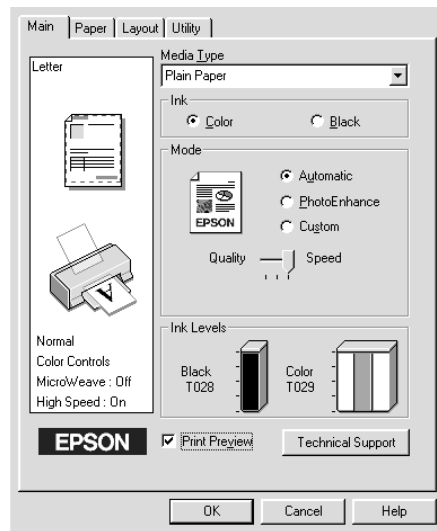 Main
Paper
Layout
Utility
Letter
Normal
Color Controls
MicroWeave : Off
High Speed : On
Media Type
Plain Paper
Ink
Color
Black
Mode
EPSON
Automatic
PhotoEnhance
Custom
Quality
Speed
Ink Levels
Black
T028
Color
T029
EPSON
Print Preview
Technical Support
OK
Cancel
Help